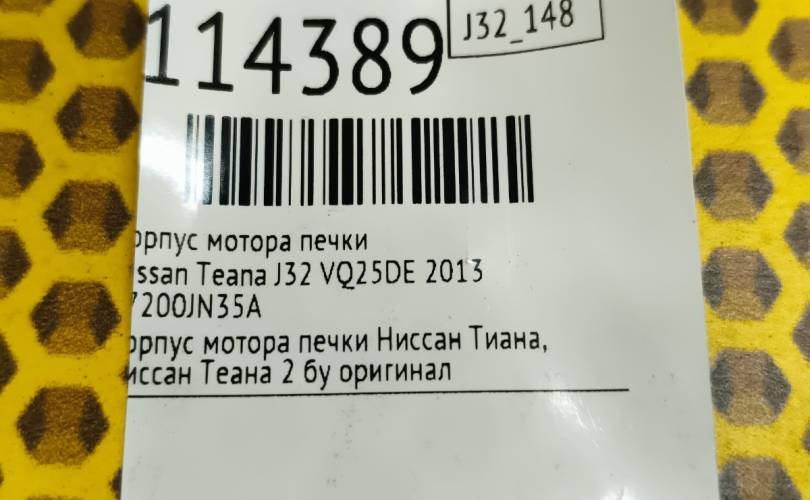 114389
J32_148
орпус мотора печки
ssan Teana J32 VQ25DE 2013
7200JN35A
орпус мотора печки Ниссан Тиана,
иссан Теана 2 бу оригинал